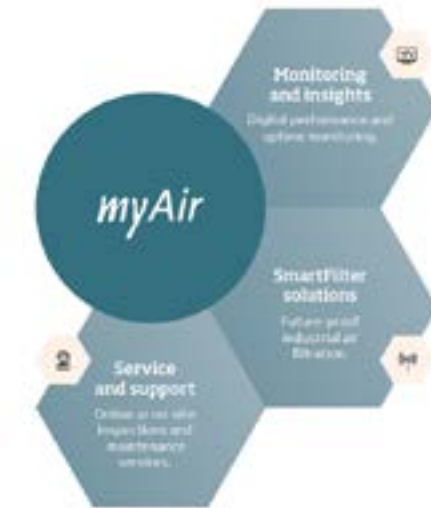 myAir
Monitoring
and insights
Digital performance and
uptime monitoring.
SmartFilter
solutions
Future-proof
industrial air
filtration.
Service
and support
Online or on-site
inspections and
maintenance
services.